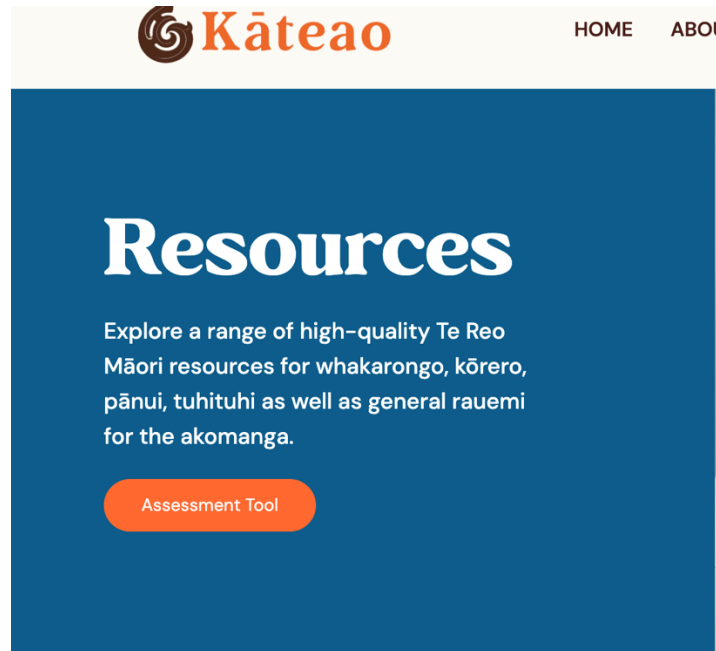 Kāteao
HOME
Resources
Explore a range of high-quality Te Reo
Māori resources for whakarongo, kōrero,
pānui, tuhituhi as well as general rauemi
for the akomanga.
Assessment Tool